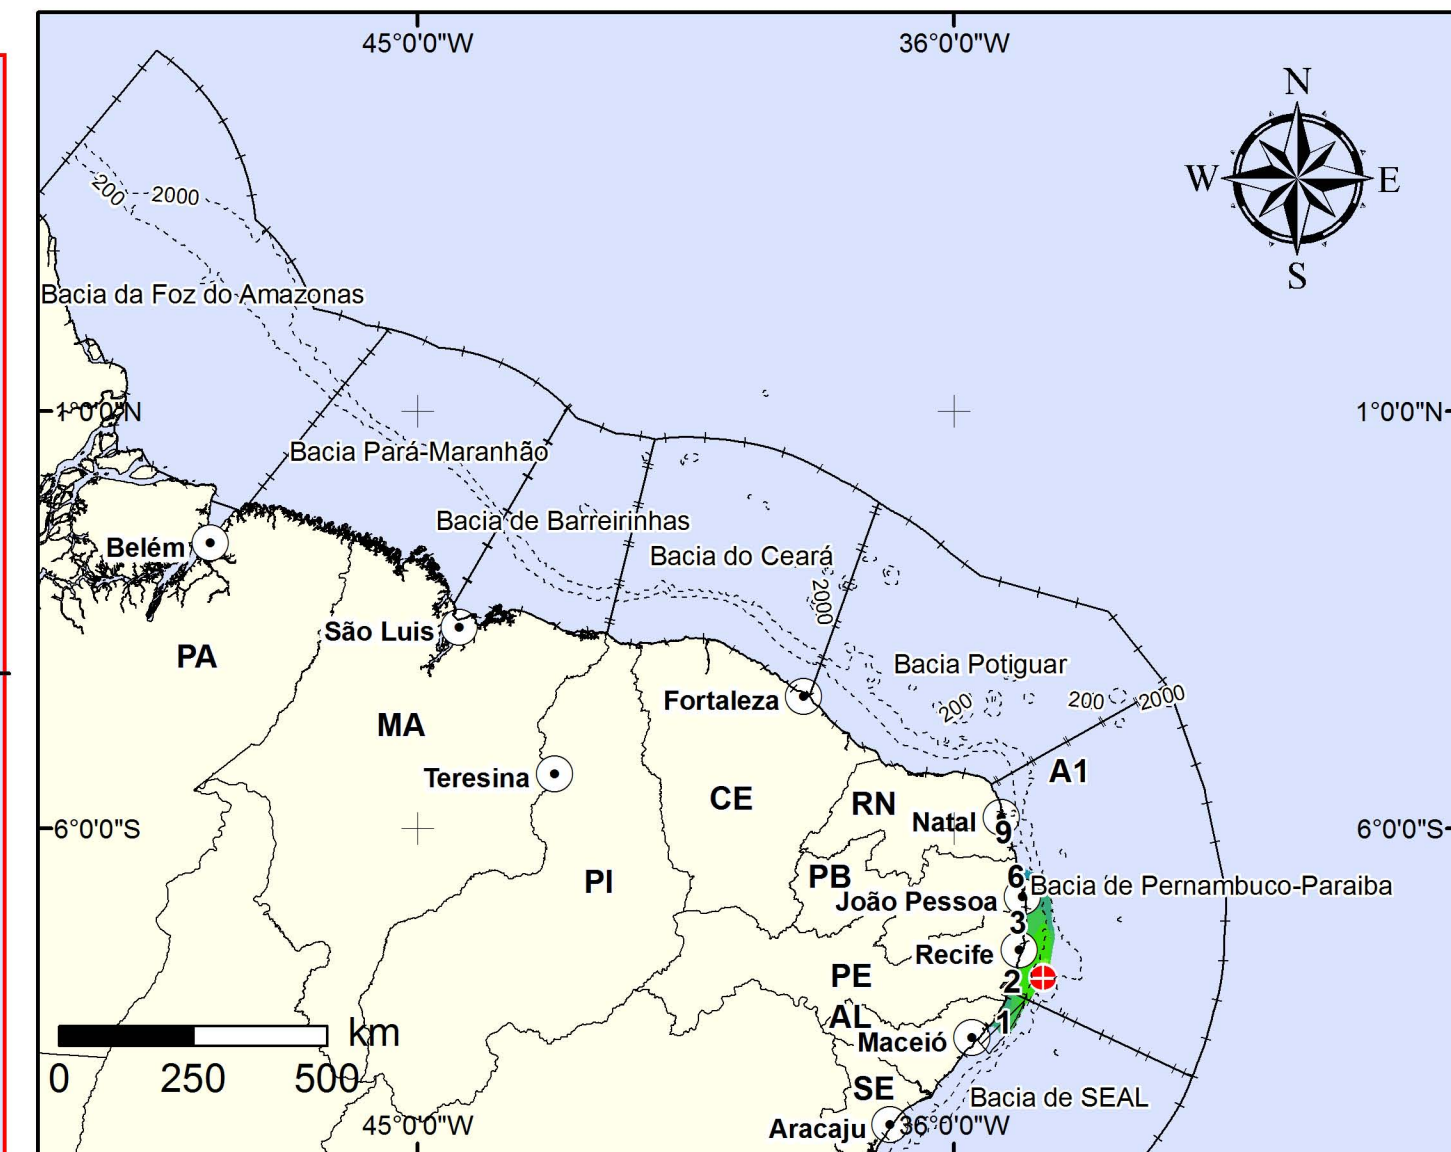 45°0'0"W
36°0'0"W
N
W
E
S
200
2000
Bacia da Foz do Amazonas
1°0'0"N
1°0'0"N
Bacia Pará-Maranhão
Bacia de Barreirinhas
Belém
Bacia do Ceará
2000
São Luis
PA
Bacia Potiguar
Fortaleza
200
200
2000
MA
Teresina
A1
CE
RN
Natal
9
6°0'0"S
6°0'0"S
PI
PB
6
Bacia de Pernambuco-Paraiba
João Pessoa
3
Recife
PE
2
AL
1
km
Maceió
0
250
500
SE
Bacia de SEAL
45°0'0"W
Aracaju
36°0'0"W